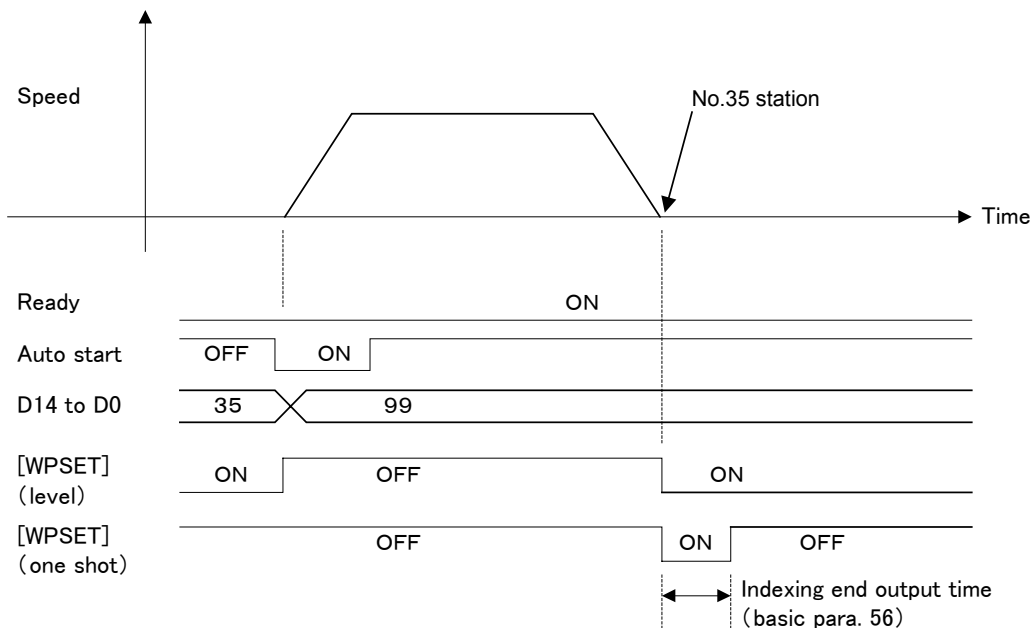 Speed
No.35 station
Time
Ready
ON
Auto start
OFF
ON
D14 to D0
35
99
[WPSET]
(level)
ON
OFF
ON
[WPSET]
(one shot)
OFF
ON
OFF
Indexing end output time
(basic para. 56)